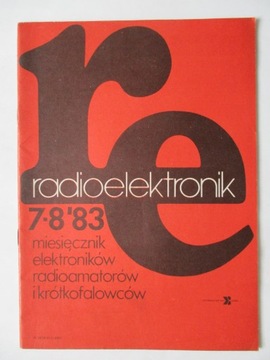 re
radioelektronik
7·8'83
miesięcznik
elektroników
radioamatorów
i krótkofalowców